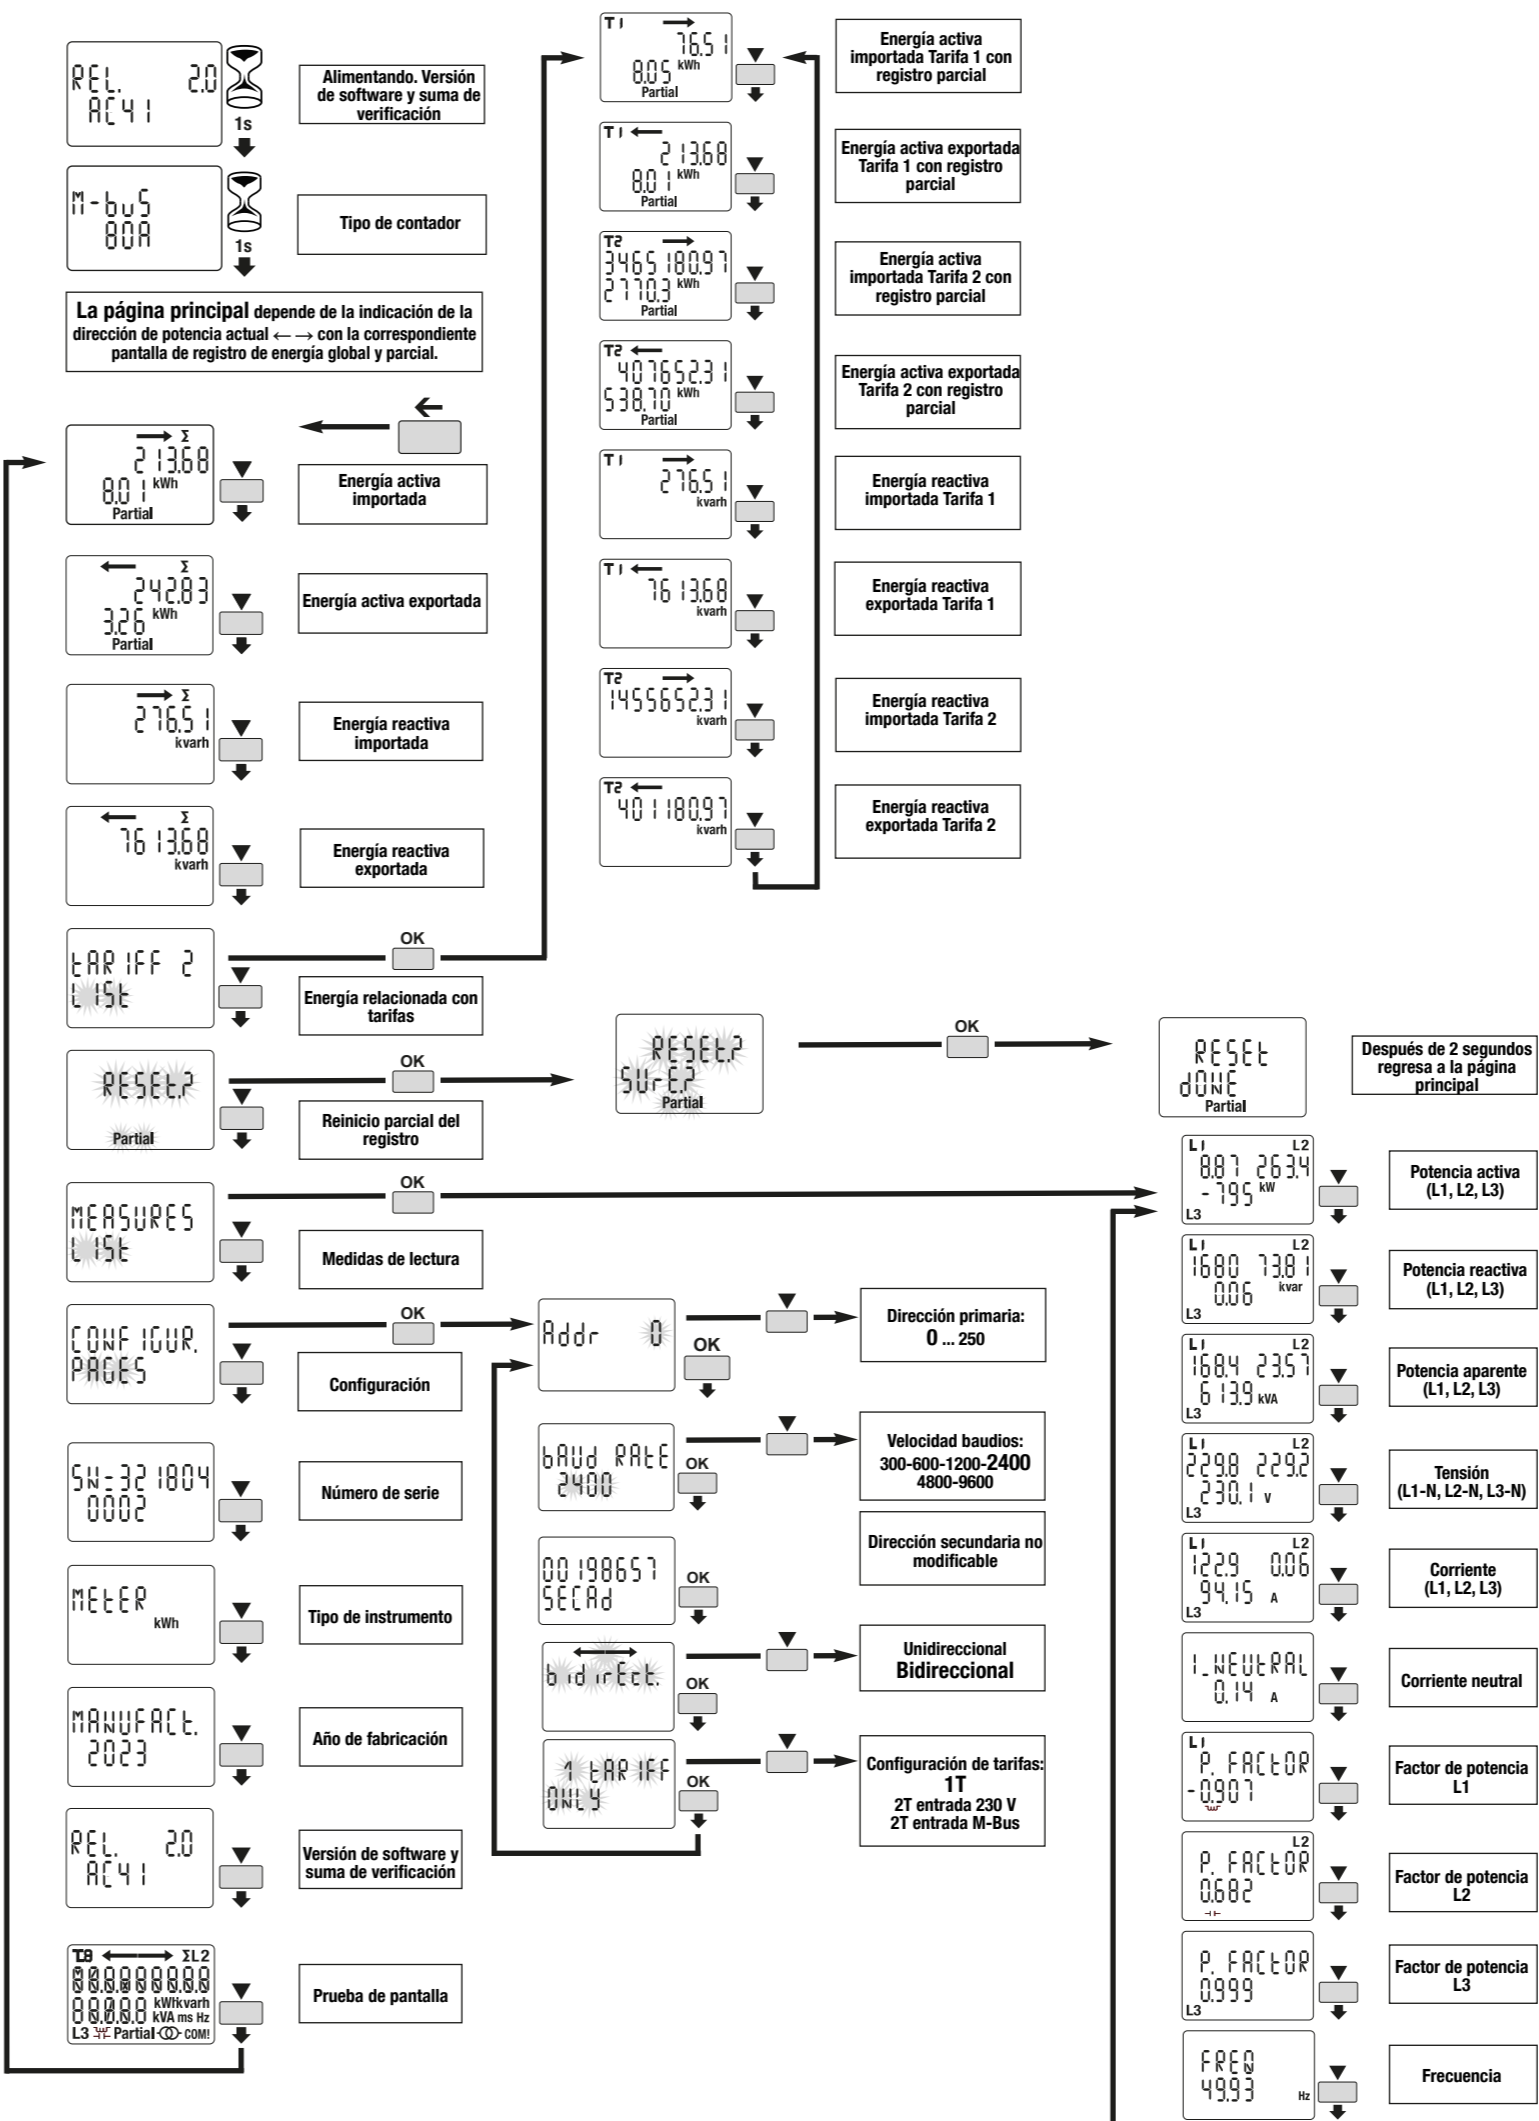 REL. 2.0
AC41
1s
Alimentando. Versión
de software y suma de
verificación
M-buS
80A
1s
Tipo de contador
La página principal depende de la indicación de la
dirección de potencia actual ←→ con la correspondiente
pantalla de registro de energía global y parcial.
←
→ Σ
213.68
8.01 kWh
Partial
Energía activa
importada
← Σ
242.83
3.26 kWh
Partial
Energía activa exportada
→ Σ
276.51
kvarh
Energía reactiva
importada
← Σ
7613.68
kvarh
Energía reactiva
exportada
tARIFF 2
LISt
OK
Energía relacionada con
tarifas
RESEt.?
Partial
OK
Reinicio parcial del
registro
RESEt.?
SUrE.?
Partial
OK
RESEt
dONE
Partial
Después de 2 segundos
regresa a la página
principal
MEASURES
LISt
OK
Medidas de lectura
CONFIGUR.
PAGES
OK
Configuración
SN-321804
0002
Número de serie
MEtER
kWh
Tipo de instrumento
MANUFACt.
2023
Año de fabricación
REL. 2.0
AC41
Versión de software y
suma de verificación
ΣL2
kWhkvarh
kVA ms Hz
L3 Partial COM!
Prueba de pantalla
T1 →
76.51
8.05 kWh
Partial
Energía activa
importada Tarifa 1 con
registro parcial
T1 ←
213.68
8.01 kWh
Partial
Energía activa exportada
Tarifa 1 con registro
parcial
T2 →
3465180.97
2770.3 kWh
Partial
Energía activa
importada Tarifa 2 con
registro parcial
T2 ←
407652.31
538.70 kWh
Partial
Energía activa exportada
Tarifa 2 con registro
parcial
T1 →
276.51
kvarh
Energía reactiva
importada Tarifa 1
T1 ←
7613.68
kvarh
Energía reactiva
exportada Tarifa 1
T2 →
1455652.31
kvarh
Energía reactiva
importada Tarifa 2
T2 ←
401180.97
kvarh
Energía reactiva
exportada Tarifa 2
Addr 0
OK
Dirección primaria:
0 ... 250
bAUd RAtE
2400
OK
Velocidad baudios:
300-600-1200-2400
4800-9600
00198657
SECAd
OK
Dirección secundaria no
modificable
bidirEct.
OK
Unidireccional
Bidireccional
1 tARIFF
ONLY
OK
Configuración de tarifas:
1T
2T entrada 230 V
2T entrada M-Bus
L1 L2
8.87 263.4
-795 kW
L3
Potencia activa
(L1, L2, L3)
L1 L2
1680 73.81
0.06 kvar
L3
Potencia reactiva
(L1, L2, L3)
L1 L2
168.4 23.57
613.9 kVA
L3
Potencia aparente
(L1, L2, L3)
L1 L2
229.8 229.2
230.1 V
L3
Tensión
(L1-N, L2-N, L3-N)
L1 L2
122.9 0.06
94.15 A
L3
Corriente
(L1, L2, L3)
I_NEUtRAL
0.14 A
Corriente neutral
L1
P. FACtOR
-0.907
Factor de potencia
L1
L2
P. FACtOR
0.682
Factor de potencia
L2
P. FACtOR
0.999
L3
Factor de potencia
L3
FREQ
49.93 Hz
Frecuencia